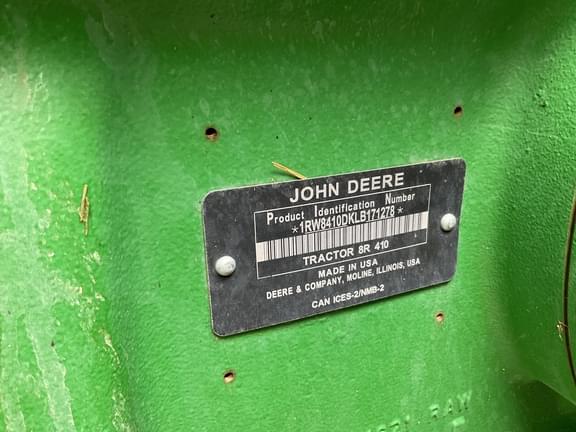 JOHN DEERE
Product Identification Number
*1RW8410DKLB171278*
TRACTOR 8R 410
MADE IN USA
DEERE & COMPANY, MOLINE, ILLINOIS, USA
CAN ICES-2/NMB-2